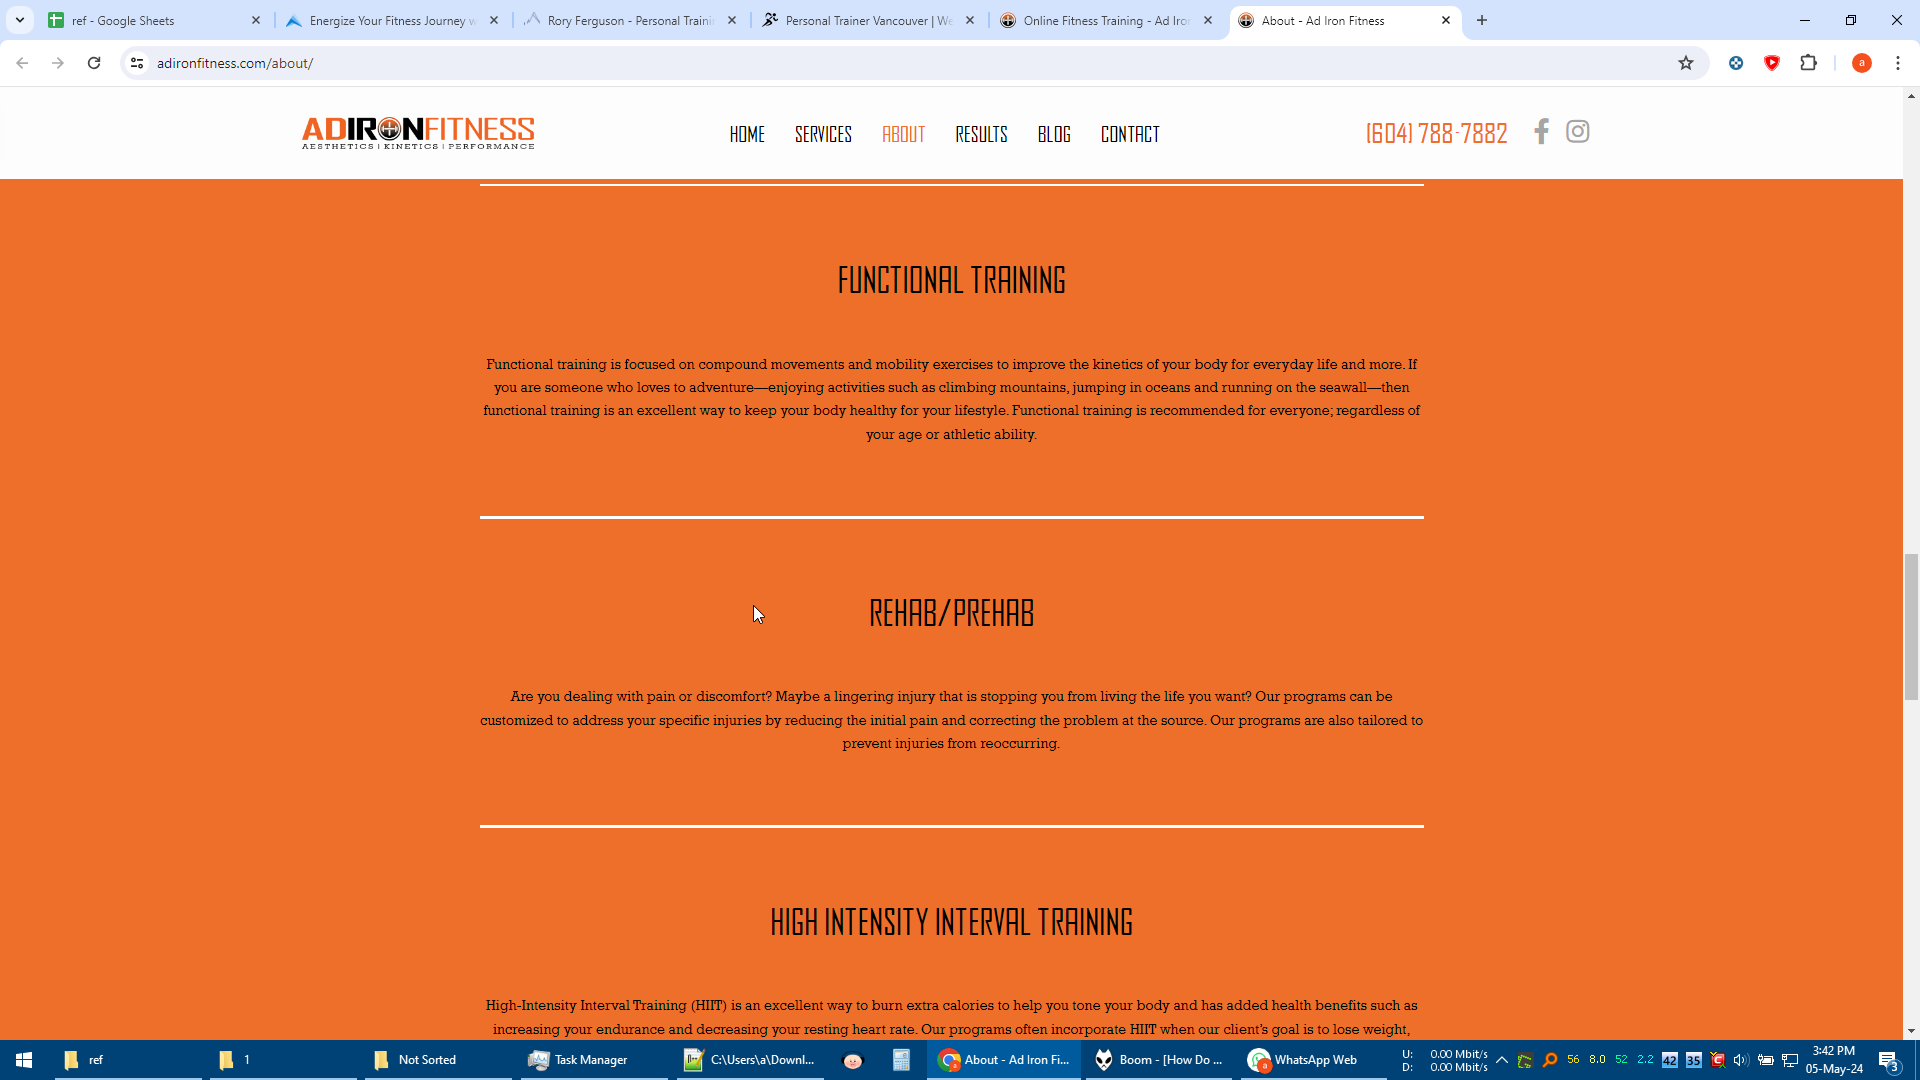 ref - Google Sheets
Energize Your Fitness Journey w
Rory Ferguson - Personal Traini
Personal Trainer Vancouver | We
Online Fitness Training - Ad Iron
About - Ad Iron Fitness
adironfitness.com/about/
a
ADIRONFITNESS
AESTHETICS | KINETICS | PERFORMANCE
HOME
SERVICES
ABOUT
RESULTS
BLOG
CONTACT
(604) 788-7882
FUNCTIONAL TRAINING
Functional training is focused on compound movements and mobility exercises to improve the kinetics of your body for everyday life and more. If
you are someone who loves to adventure—enjoying activities such as climbing mountains, jumping in oceans and running on the seawall—then
functional training is an excellent way to keep your body healthy for your lifestyle. Functional training is recommended for everyone; regardless of
your age or athletic ability.
REHAB/PREHAB
Are you dealing with pain or discomfort? Maybe a lingering injury that is stopping you from living the life you want? Our programs can be
customized to address your specific injuries by reducing the initial pain and correcting the problem at the source. Our programs are also tailored to
prevent injuries from reoccurring.
HIGH INTENSITY INTERVAL TRAINING
High-Intensity Interval Training (HIIT) is an excellent way to burn extra calories to help you tone your body and has added health benefits such as
increasing your endurance and decreasing your resting heart rate. Our programs often incorporate HIIT when our client's goal is to lose weight,
ref
1
Not Sorted
Task Manager
C:\Users\a\Downl...
About - Ad Iron Fi...
Boom - [How Do ...
WhatsApp Web
U: 0.00 Mbit/s
D: 0.00 Mbit/s
56
8.0
52
2.2
42
35
3:42 PM
05-May-24
3